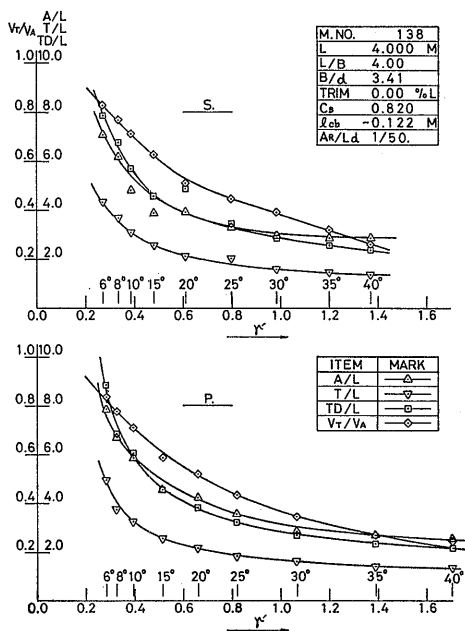 A/L
VT/VA T/L
TD/L
1.0 10.0
0.8 8.0
0.6 6.0
0.4 4.0
0.2 2.0
S.
M.NO. 138
L 4.000 M
L/B 4.00
B/d 3.41
TRIM 0.00 %L
CB 0.820
lcb -0.122 M
AR/Ld 1/50.
6° 8° 10° 15° 21° 25° 30° 35° 40°
0.0 0.2 0.4 0.6 0.8 1.0 1.2 1.4 1.6
r'
1.0 10.0
0.8 8.0
0.6 6.0
0.4 4.0
0.2 2.0
P.
ITEM MARK
A/L
T/L
TD/L
VT/VA
6° 8° 10° 15° 20° 25° 30° 39° 40°
0.0 0.2 0.4 0.6 0.8 1.0 1.2 1.4 1.6
r'